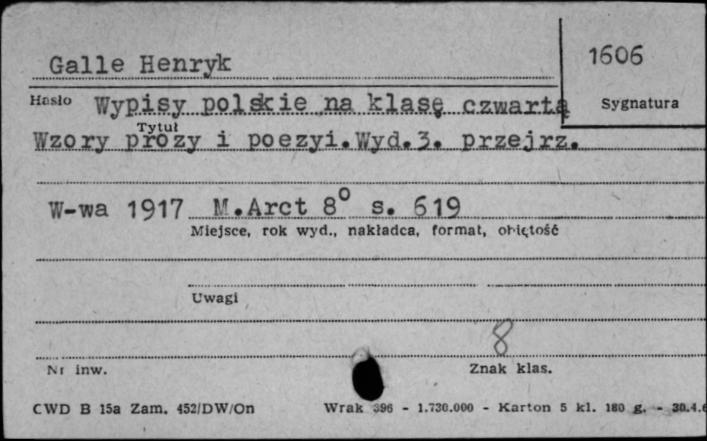 Galle Henryk
1606
Hasło Wypisy polskie na klasę czwartą
Sygnatura
Tytuł
Wzory prozy i poezyi.Wyd.3. przejrz.
W-wa 1917 M.Arct 8⁰ s. 619
Miejsce, rok wyd., nakładca, format, objętość
Uwagi
8
Nr inw.
Znak klas.
CWD B 15a Zam. 452/DW/On Wrak 396 - 1.730.000 - Karton 5 kl. 180 g. - 30.4.6